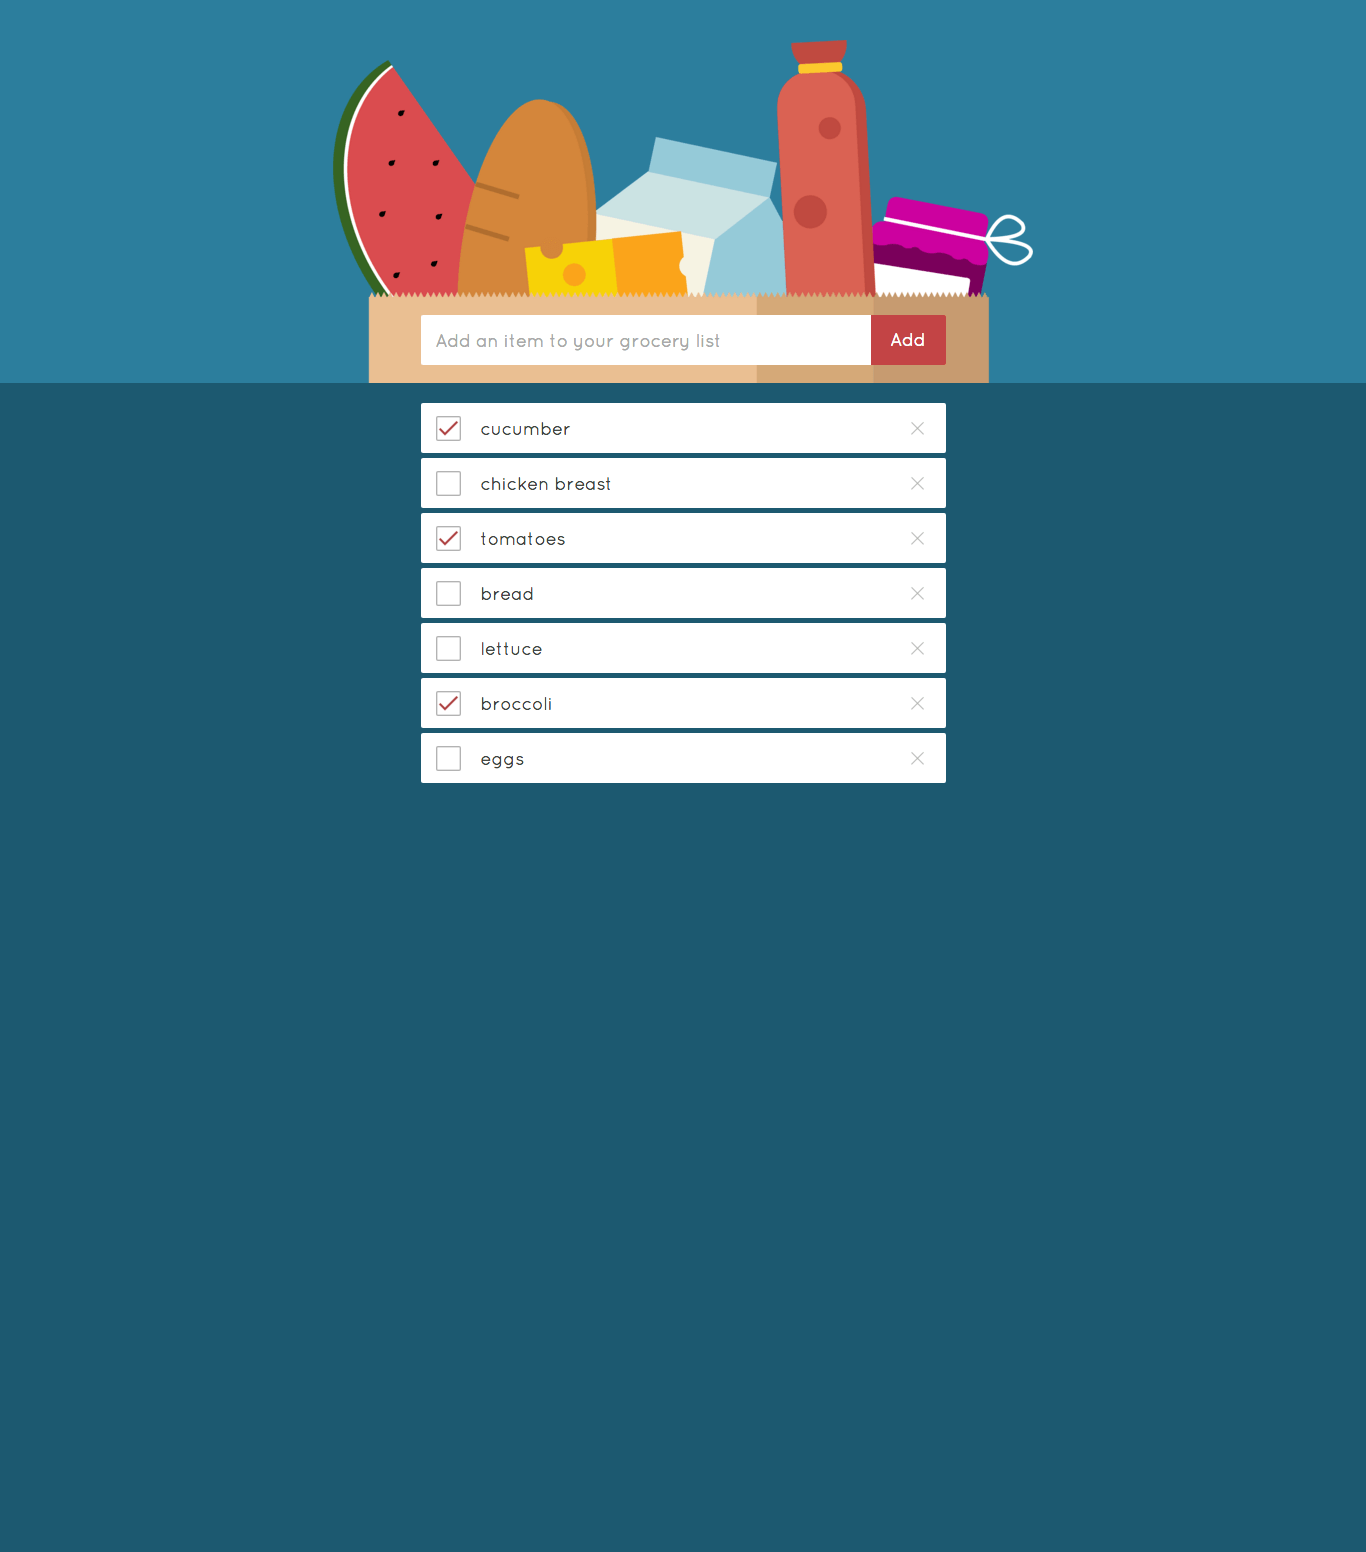 Add an item to your grocery list
Add
cucumber
chicken breast
tomatoes
bread
lettuce
broccoli
eggs